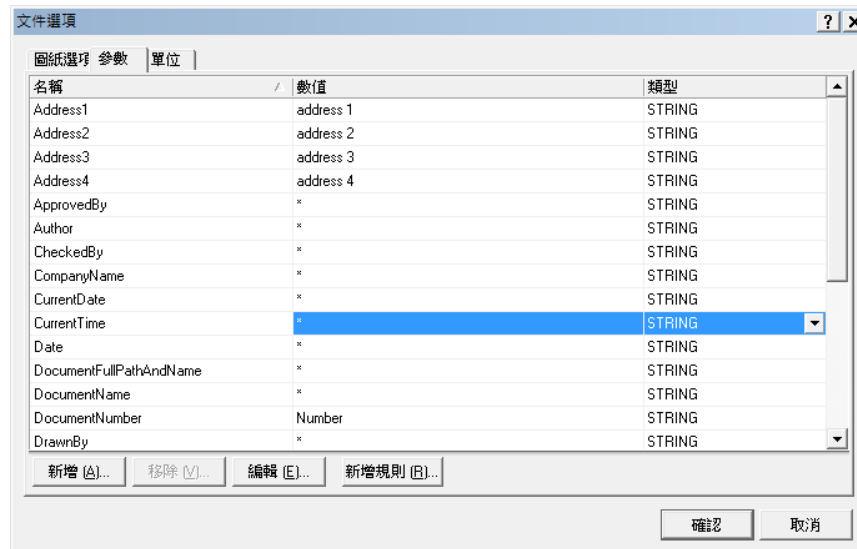 文件選項
圖紙選項 參數 單位
名稱 數值 類型
Address1 address 1 STRING
Address2 address 2 STRING
Address3 address 3 STRING
Address4 address 4 STRING
ApprovedBy * STRING
Author * STRING
CheckedBy * STRING
CompanyName * STRING
CurrentDate * STRING
CurrentTime * STRING
Date * STRING
DocumentFullPathAndName * STRING
DocumentName * STRING
DocumentNumber Number STRING
DrawnBy * STRING
新增 (A)... 移除 (V)... 編輯 (E)... 新增規則 (R)...
確認 取消